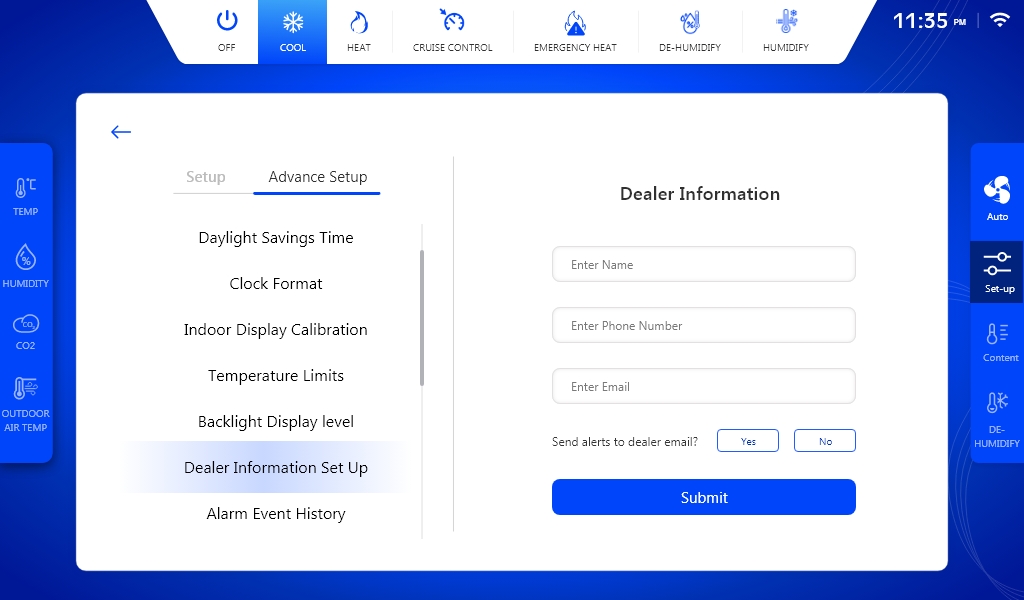 OFF
COOL
HEAT
CRUISE CONTROL
EMERGENCY HEAT
DE-HUMIDIFY
HUMIDIFY
11:35 PM
TEMP
HUMIDITY
CO2
CO2
OUTDOOR
AIR TEMP
Setup
Advance Setup
Daylight Savings Time
Clock Format
Indoor Display Calibration
Temperature Limits
Backlight Display level
Dealer Information Set Up
Alarm Event History
Dealer Information
Enter Name
Enter Phone Number
Enter Email
Send alerts to dealer email?
Yes
No
Submit
Auto
Set-up
Content
DE-
HUMIDIFY